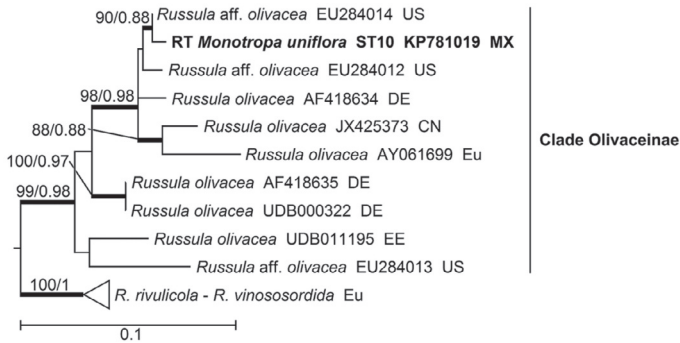 90/0.88 Russula aff. olivacea EU284014 US
RT Monotropa uniflora ST10 KP781019 MX
Russula aff. olivacea EU284012 US
98/0.98 Russula olivacea AF418634 DE
88/0.88 Russula olivacea JX425373 CN
Clade Olivaceinae
Russula olivacea AY061699 Eu
100/0.97
Russula olivacea AF418635 DE
99/0.98
Russula olivacea UDB000322 DE
Russula olivacea UDB011195 EE
Russula aff. olivacea EU284013 US
100/1 R. rivulicola - R. vinososordida Eu
0.1